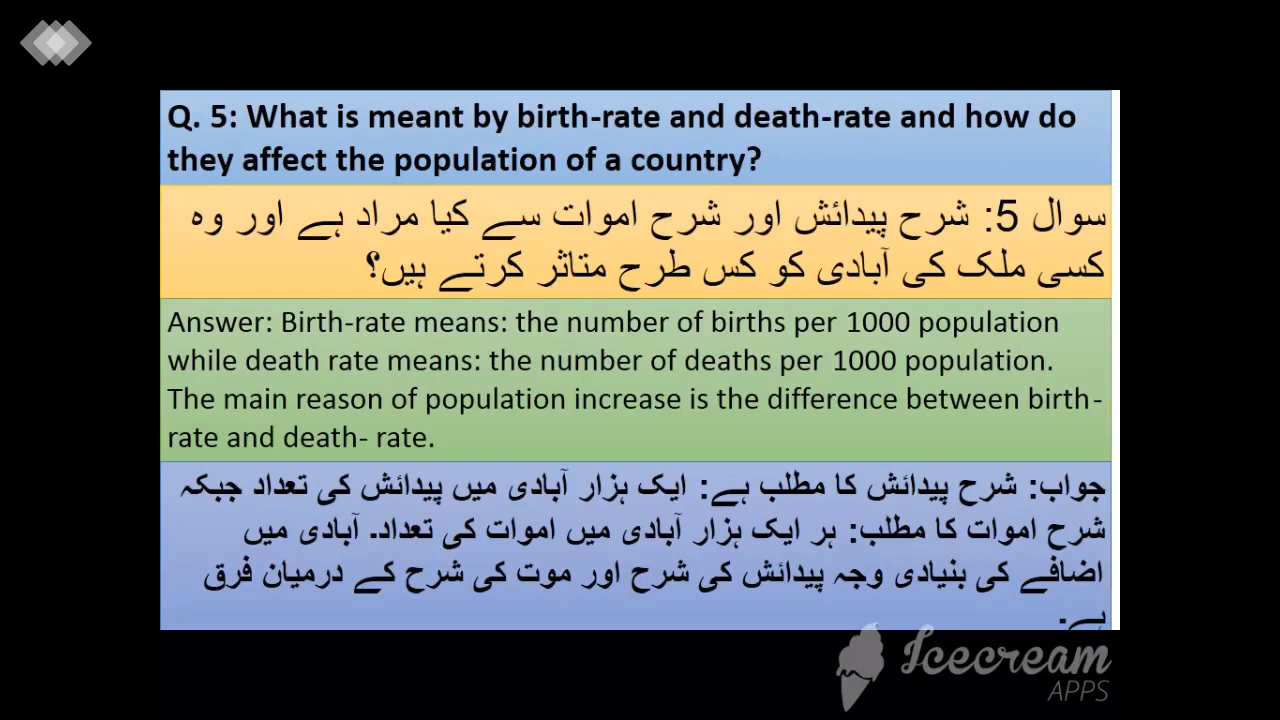 Q. 5: What is meant by birth-rate and death-rate and how do
they affect the population of a country?
سوال 5: شرح پیدائش اور شرح اموات سے کیا مراد ہے اور وہ
کسی ملک کی آبادی کو کس طرح متاثر کرتے ہیں؟
Answer: Birth-rate means: the number of births per 1000 population
while death rate means: the number of deaths per 1000 population.
The main reason of population increase is the difference between birth-
rate and death- rate.
جواب: شرح پیدائش کا مطلب ہے: ایک ہزار آبادی میں پیدائش کی تعداد جبکہ
شرح اموات کا مطلب: ہر ایک ہزار آبادی میں اموات کی تعداد۔ آبادی میں
اضافے کی بنیادی وجہ پیدائش کی شرح اور موت کی شرح کے درمیان فرق
ہے۔
Icecream
APPS